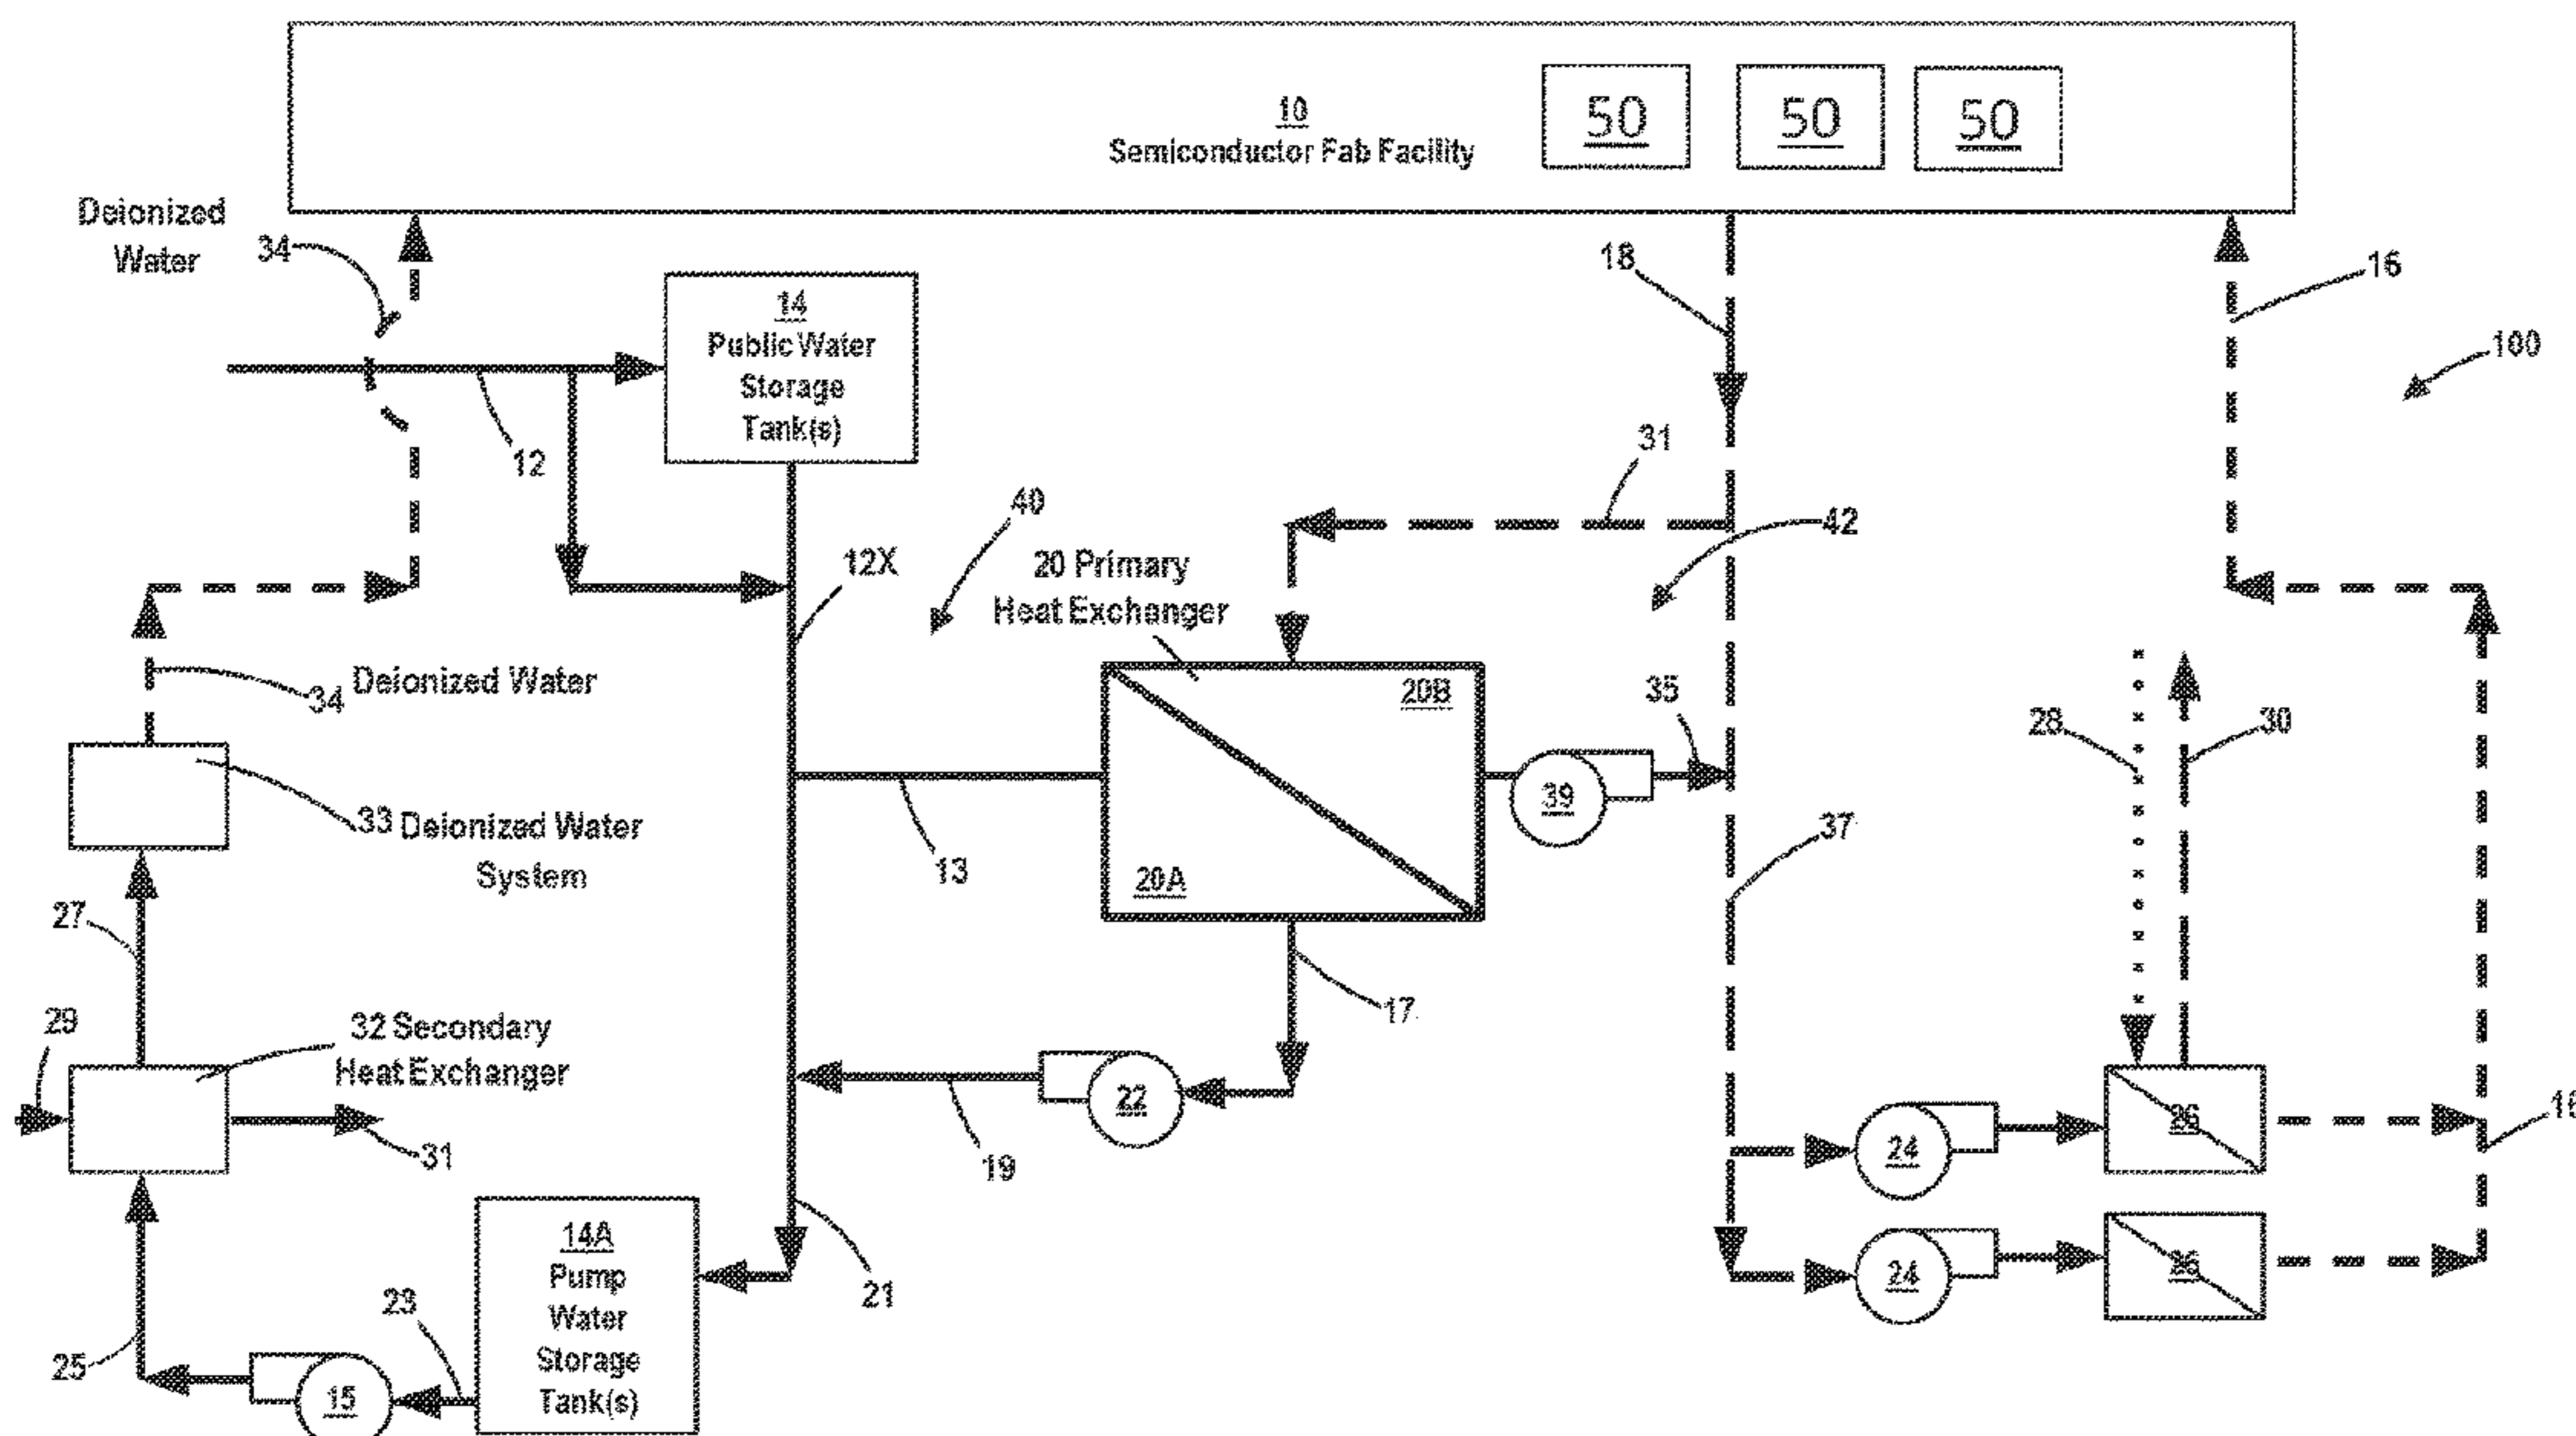 10
Semiconductor Fab Facility
50
50
50
Deionized
Water
34
18
16
100
14
Public Water
Storage
Tank(s)
12
31
40
42
12X
20 Primary
Heat Exchanger
34 Deionized Water
20B
35
28
30
39
33 Deionized Water
System
13
20A
37
27
17
29
32 Secondary
Heat Exchanger
31
22
19
24
26
16
14A
Pump
Water
Storage
Tank(s)
21
24
26
23
25
15